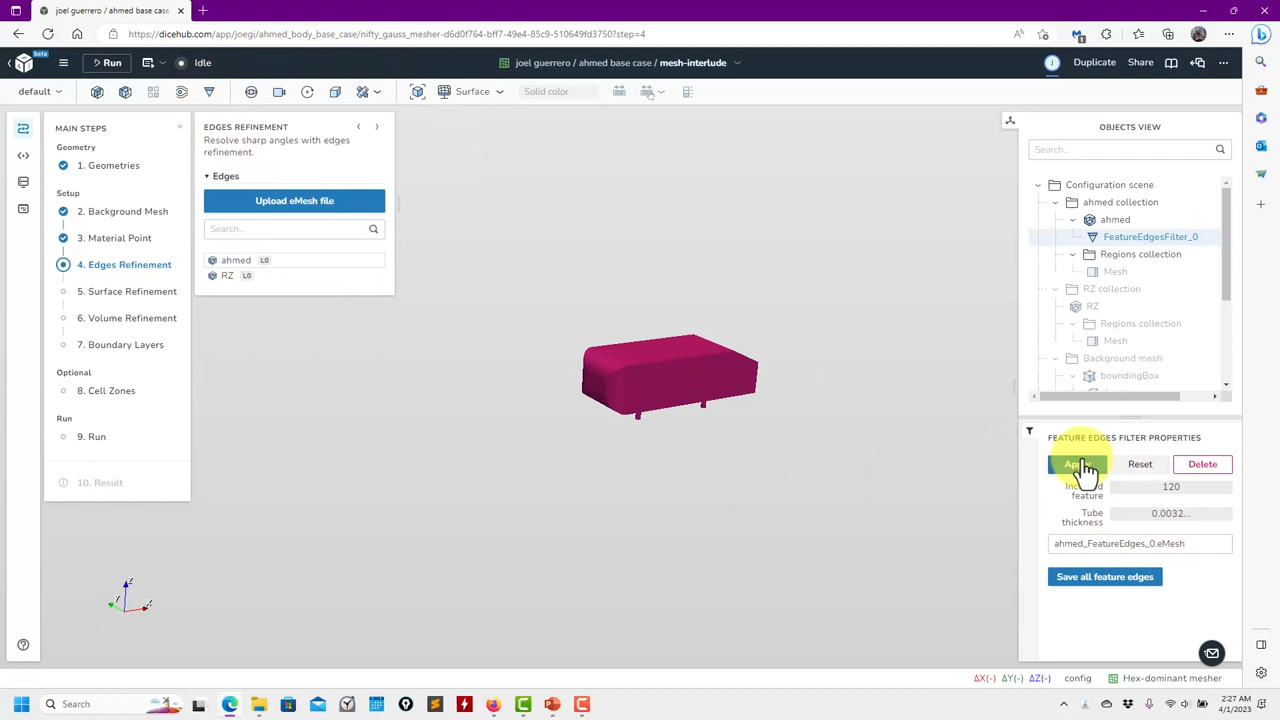 joel guerrero / ahmed base case
https://dicehub.com/app/joegi/ahmed_body_base_case/nifty_gauss_mesher-d6d0f764-bff7-49e4-85c9-510649fd3750?step=4
beta
Run
Idle
joel guerrero / ahmed base case / mesh-interlude
J
Duplicate
Share
default
Surface
Solid color
MAIN STEPS
Geometry
1. Geometries
Setup
2. Background Mesh
3. Material Point
4. Edges Refinement
5. Surface Refinement
6. Volume Refinement
7. Boundary Layers
Optional
8. Cell Zones
Run
9. Run
10. Result
EDGES REFINEMENT
Resolve sharp angles with edges
refinement.
Edges
Upload eMesh file
Search...
ahmed L0
RZ L0
Z
Y
X
OBJECTS VIEW
Search...
Configuration scene
ahmed collection
ahmed
FeatureEdgesFilter_0
Regions collection
Mesh
RZ collection
RZ
Regions collection
Mesh
Background mesh
boundingBox
FEATURE EDGES FILTER PROPERTIES
Reset
Delete
feature
120
Tube
thickness
0.0032...
ahmed_FeatureEdges_0.eMesh
Save all feature edges
ΔX(-) ΔY(-) ΔZ(-) config
Hex-dominant mesher
Search
2:27 AM
4/1/2023